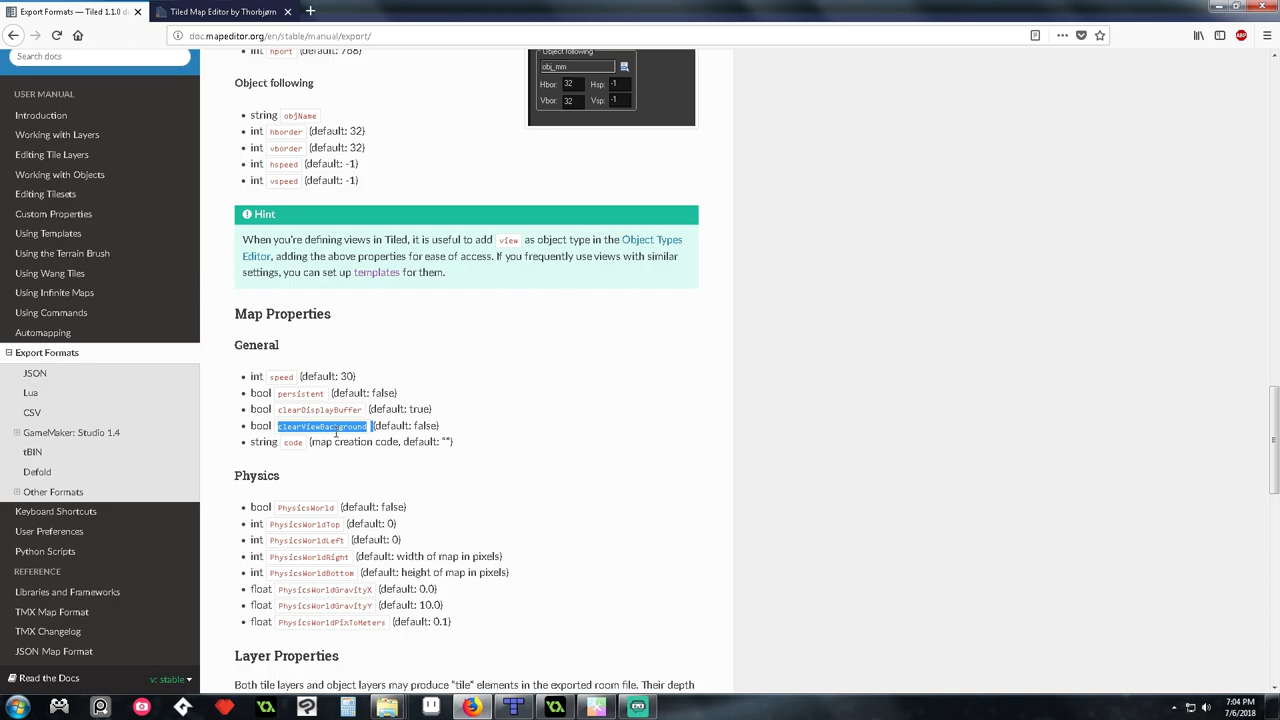 Export Formats — Tiled 1.1.0 d
Tiled Map Editor by Thorbjørn
doc.mapeditor.org/en/stable/manual/export/
Search docs
USER MANUAL
Introduction
Working with Layers
Editing Tile Layers
Working with Objects
Editing Tilesets
Custom Properties
Using Templates
Using the Terrain Brush
Using Wang Tiles
Using Infinite Maps
Using Commands
Automapping
Export Formats
JSON
Lua
CSV
GameMaker: Studio 1.4
tBIN
Defold
Other Formats
Keyboard Shortcuts
User Preferences
Python Scripts
REFERENCE
Libraries and Frameworks
TMX Map Format
TMX Changelog
JSON Map Format
Read the Docs
v: stable
int hport (default: 768)
Object following
string objName
int hborder (default: 32)
int vborder (default: 32)
int hspeed (default: -1)
int vspeed (default: -1)
Object following
obj_mm
Hbor: 32 Hsp: -1
Vbor: 32 Vsp: -1
Hint
When you're defining views in Tiled, it is useful to add view as object type in the Object Types
Editor, adding the above properties for ease of access. If you frequently use views with similar
settings, you can set up templates for them.
Map Properties
General
int speed (default: 30)
bool persistent (default: false)
bool clearDisplayBuffer (default: true)
bool clearViewBackground (default: false)
string code (map creation code, default: "")
Physics
bool PhysicsWorld (default: false)
int PhysicsWorldTop (default: 0)
int PhysicsWorldLeft (default: 0)
int PhysicsWorldRight (default: width of map in pixels)
int PhysicsWorldBottom (default: height of map in pixels)
float PhysicsWorldGravityX (default: 0.0)
float PhysicsWorldGravityY (default: 10.0)
float PhysicsWorldPixToMeters (default: 0.1)
Layer Properties
Both tile layers and object layers may produce "tile" elements in the exported room file. Their depth
7:04 PM
7/6/2018